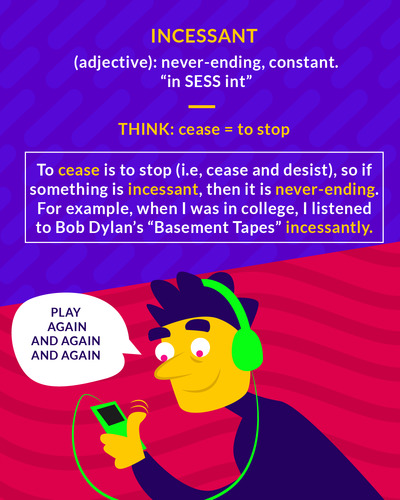 INCESSANT
(adjective): never-ending, constant.
“in SESS int”
THINK: cease = to stop
To cease is to stop (i.e, cease and desist), so if
something is incessant, then it is never-ending.
For example, when I was in college, I listened
to Bob Dylan’s “Basement Tapes” incessantly.
PLAY
AGAIN
AND AGAIN
AND AGAIN